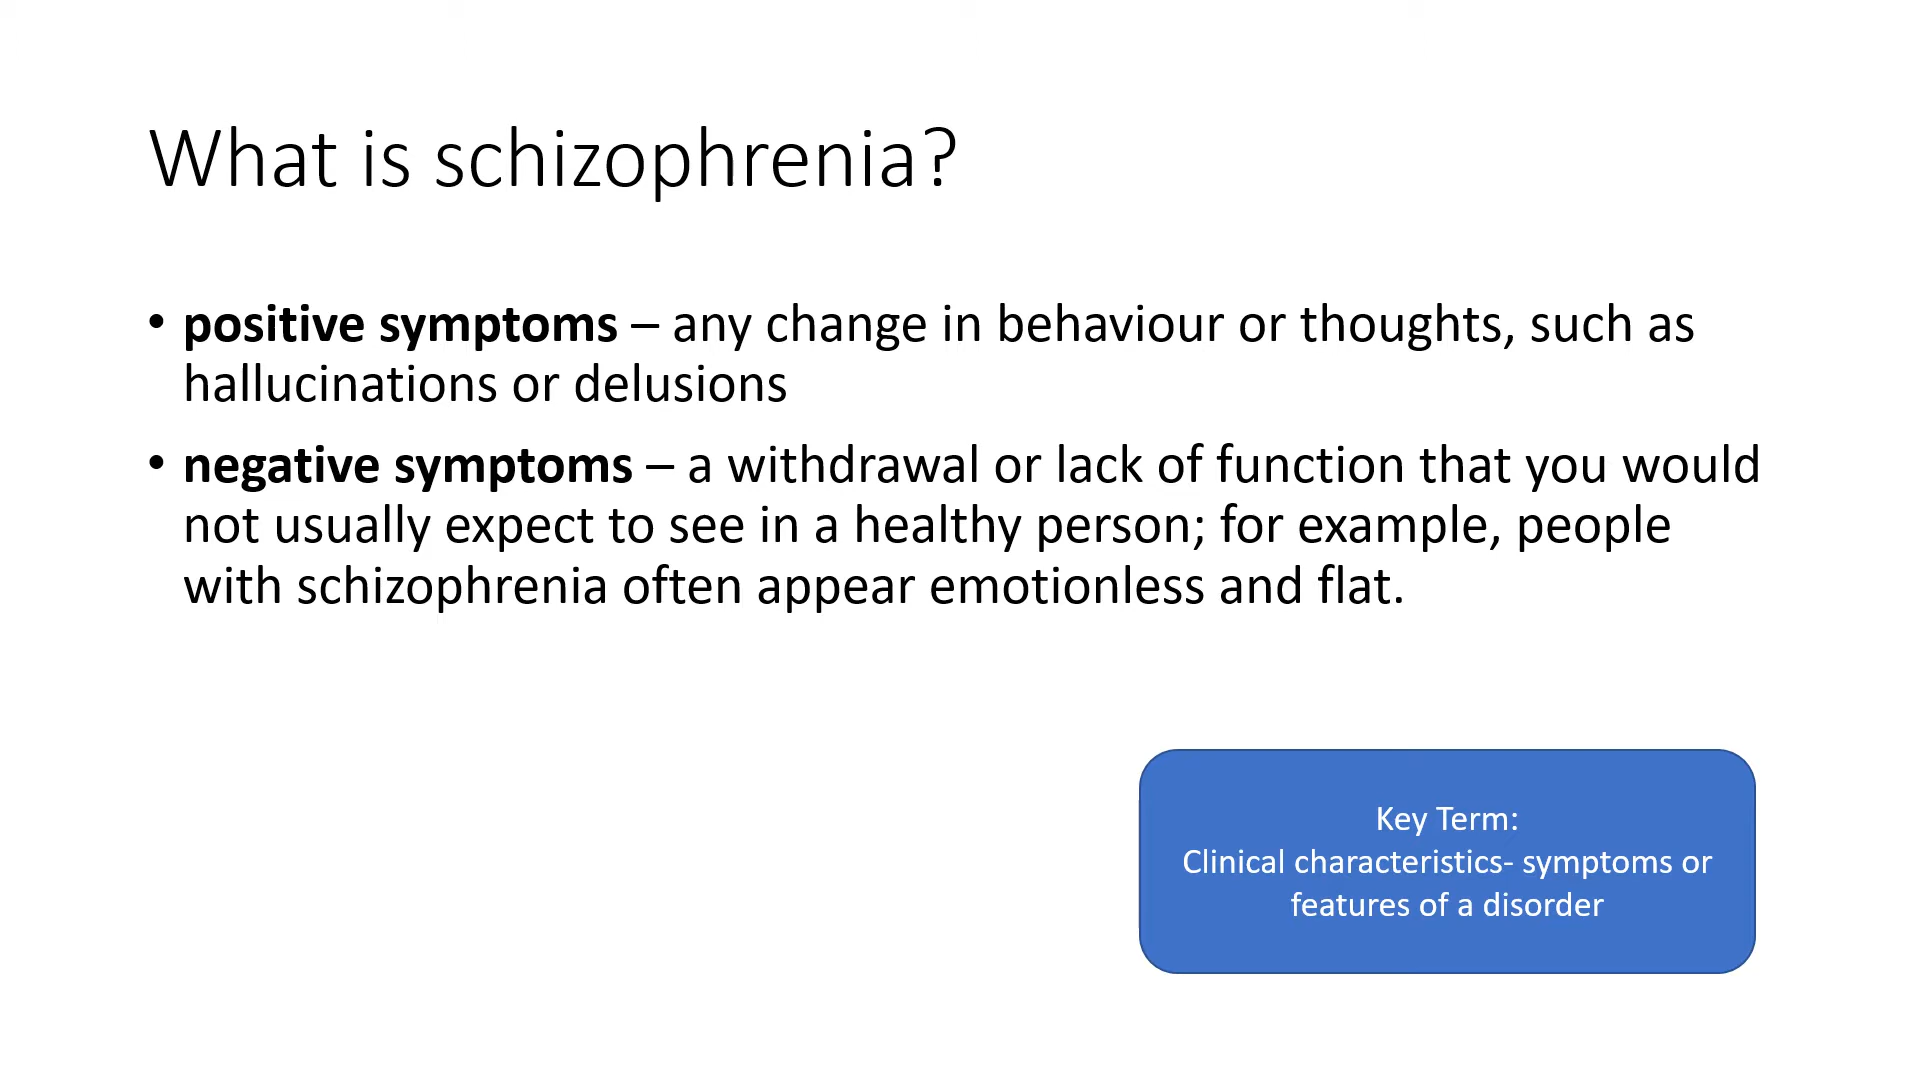 What is schizophrenia?
• positive symptoms – any change in behaviour or thoughts, such as
hallucinations or delusions
• negative symptoms – a withdrawal or lack of function that you would
not usually expect to see in a healthy person; for example, people
with schizophrenia often appear emotionless and flat.
Key Term:
Clinical characteristics- symptoms or
features of a disorder